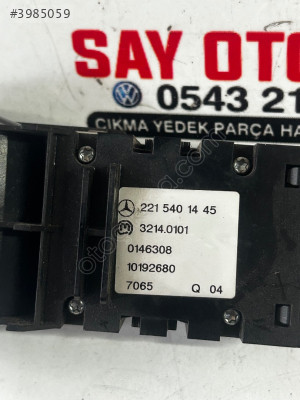 #3985059
SAY OTO
0543 21
ÇIKMA YEDEK PARÇA HA
221 540 14 45
3214.0101
0146308
10192680
7065 Q 04